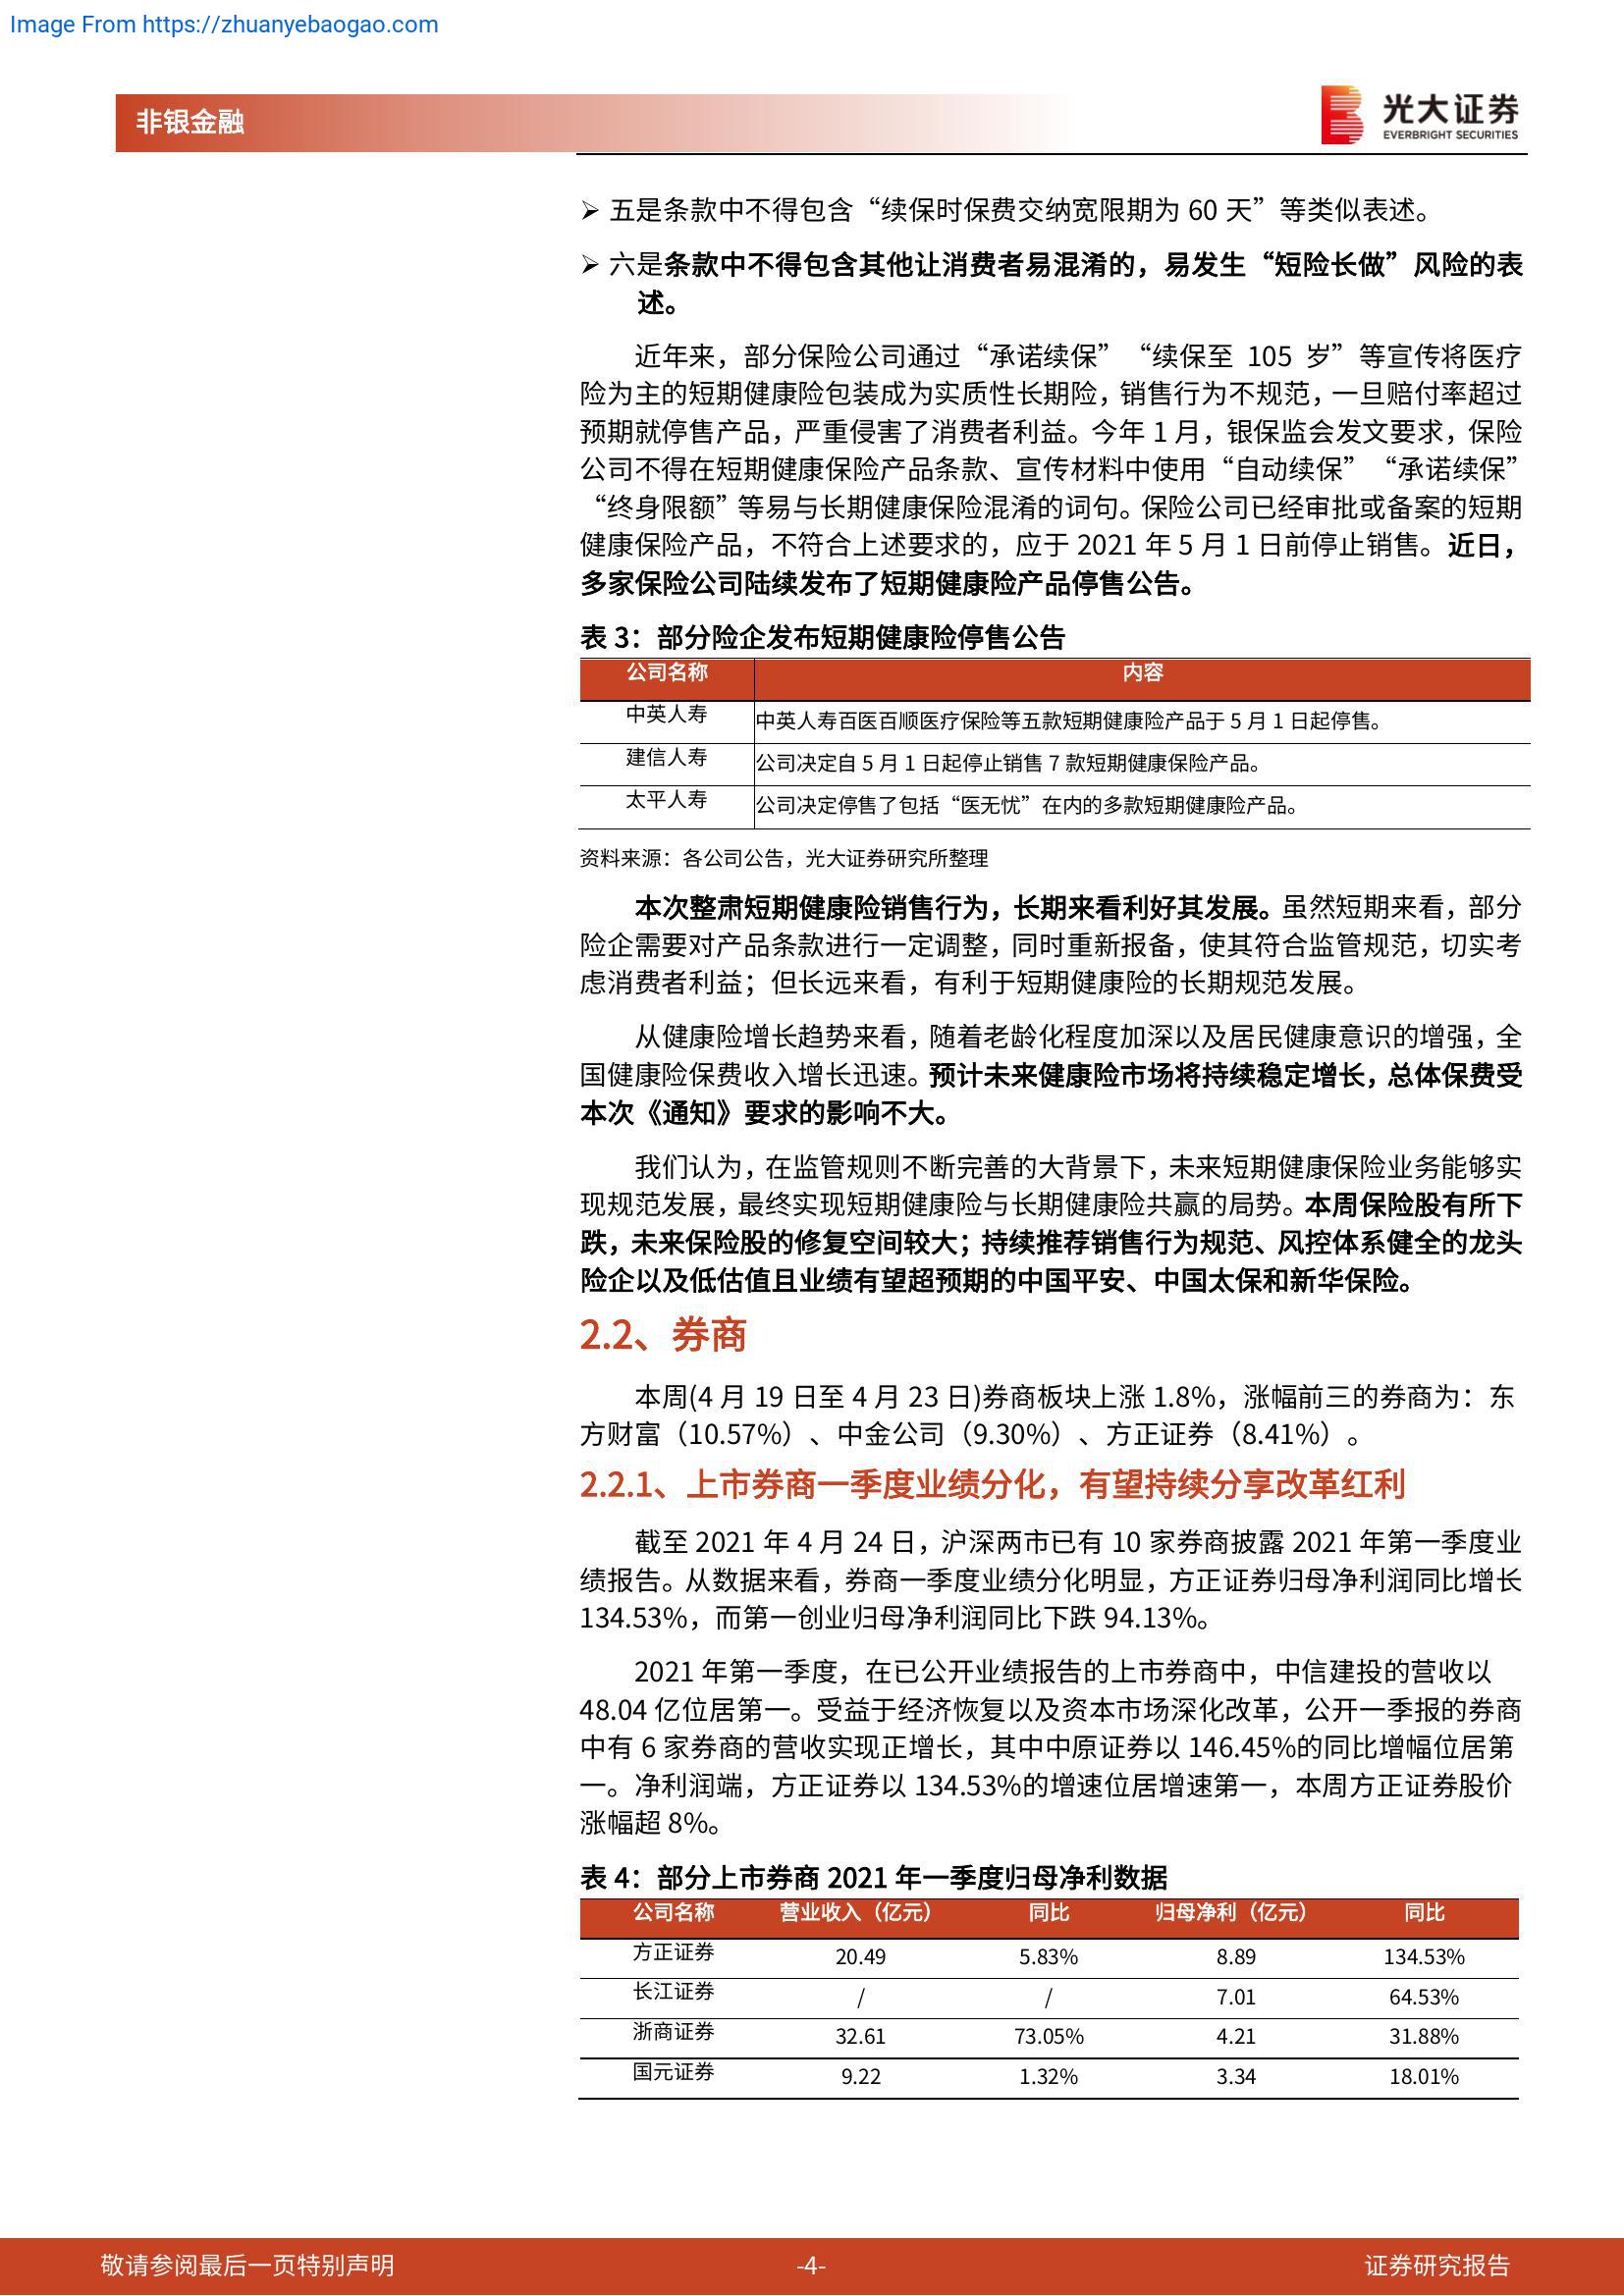 Image From https://zhuanyebaogao.com
非银金融
光大证券
EVERBRIGHT SECURITIES
➢ 五是条款中不得包含“续保时保费交纳宽限期为 60 天”等类似表述。
➢ 六是条款中不得包含其他让消费者易混淆的，易发生“短险长做”风险的表
述。
近年来，部分保险公司通过“承诺续保”“续保至 105 岁”等宣传将医疗
险为主的短期健康险包装成为实质性长期险，销售行为不规范，一旦赔付率超过
预期就停售产品，严重侵害了消费者利益。今年 1 月，银保监会发文要求，保险
公司不得在短期健康保险产品条款、宣传材料中使用“自动续保”“承诺续保”
“终身限额”等易与长期健康保险混淆的词句。保险公司已经审批或备案的短期
健康保险产品，不符合上述要求的，应于 2021 年 5 月 1 日前停止销售。近日，
多家保险公司陆续发布了短期健康险产品停售公告。
表 3：部分险企发布短期健康险停售公告
公司名称 内容
中英人寿 中英人寿百医百顺医疗保险等五款短期健康险产品于 5 月 1 日起停售。
建信人寿 公司决定自 5 月 1 日起停止销售 7 款短期健康保险产品。
太平人寿 公司决定停售了包括“医无忧”在内的多款短期健康险产品。
资料来源：各公司公告，光大证券研究所整理
本次整肃短期健康险销售行为，长期来看利好其发展。虽然短期来看，部分
险企需要对产品条款进行一定调整，同时重新报备，使其符合监管规范，切实考
虑消费者利益；但长远来看，有利于短期健康险的长期规范发展。
从健康险增长趋势来看，随着老龄化程度加深以及居民健康意识的增强，全
国健康险保费收入增长迅速。预计未来健康险市场将持续稳定增长，总体保费受
本次《通知》要求的影响不大。
我们认为，在监管规则不断完善的大背景下，未来短期健康保险业务能够实
现规范发展，最终实现短期健康险与长期健康险共赢的局势。本周保险股有所下
跌，未来保险股的修复空间较大；持续推荐销售行为规范、风控体系健全的龙头
险企以及低估值且业绩有望超预期的中国平安、中国太保和新华保险。
2.2、券商
本周(4 月 19 日至 4 月 23 日)券商板块上涨 1.8%，涨幅前三的券商为：东
方财富（10.57%）、中金公司（9.30%）、方正证券（8.41%）。
2.2.1、上市券商一季度业绩分化，有望持续分享改革红利
截至 2021 年 4 月 24 日，沪深两市已有 10 家券商披露 2021 年第一季度业
绩报告。从数据来看，券商一季度业绩分化明显，方正证券归母净利润同比增长
134.53%，而第一创业归母净利润同比下跌 94.13%。
2021 年第一季度，在已公开业绩报告的上市券商中，中信建投的营收以
48.04 亿位居第一。受益于经济恢复以及资本市场深化改革，公开一季报的券商
中有 6 家券商的营收实现正增长，其中中原证券以 146.45%的同比增幅位居第
一。净利润端，方正证券以 134.53%的增速位居增速第一，本周方正证券股价
涨幅超 8%。
表 4：部分上市券商 2021 年一季度归母净利数据
公司名称 营业收入（亿元） 同比 归母净利（亿元） 同比
方正证券 20.49 5.83% 8.89 134.53%
长江证券 / / 7.01 64.53%
浙商证券 32.61 73.05% 4.21 31.88%
国元证券 9.22 1.32% 3.34 18.01%
敬请参阅最后一页特别声明 -4- 证券研究报告